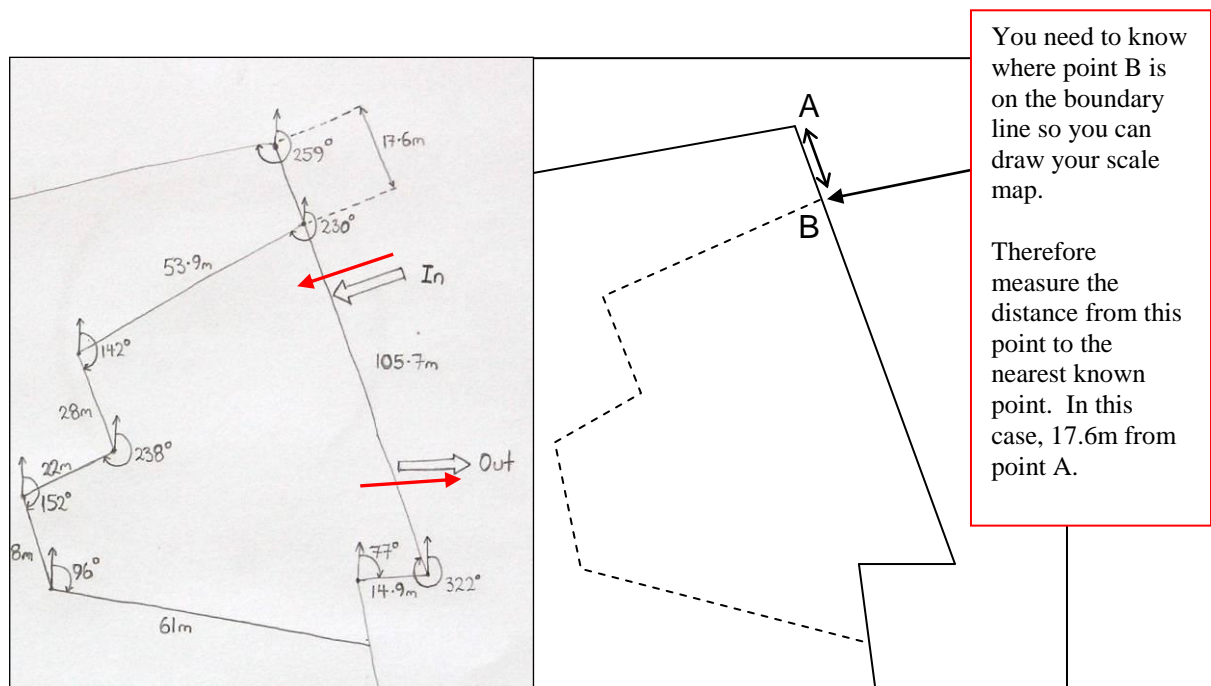 259°
17.6m
230°
53.9m
In
142°
105.7m
28m
238°
Out
22m
152°
8m
96°
77°
14.9m
322°
61m
A
B
You need to know
where point B is
on the boundary
line so you can
draw your scale
map.
Therefore
measure the
distance from this
point to the
nearest known
point. In this
case, 17.6m from
point A.